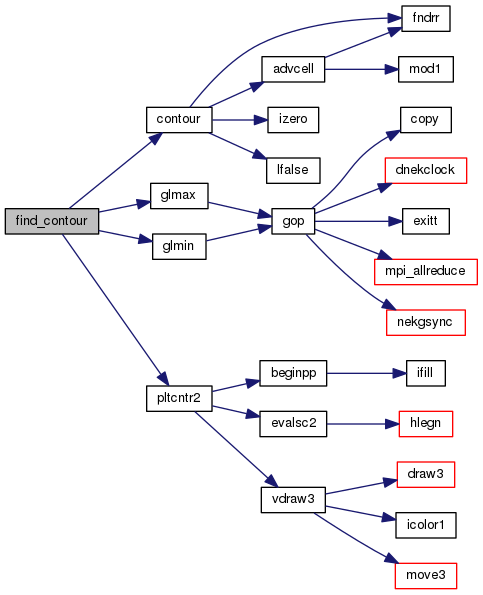 fndrr
advcell
mod1
contour
izero
copy
lfalse
dnekclock
glmax
find_contour
gop
exitt
glmin
mpi_allreduce
nekgsync
beginpp
ifill
pltcntr2
evalsc2
hlegn
draw3
vdraw3
icolor1
move3